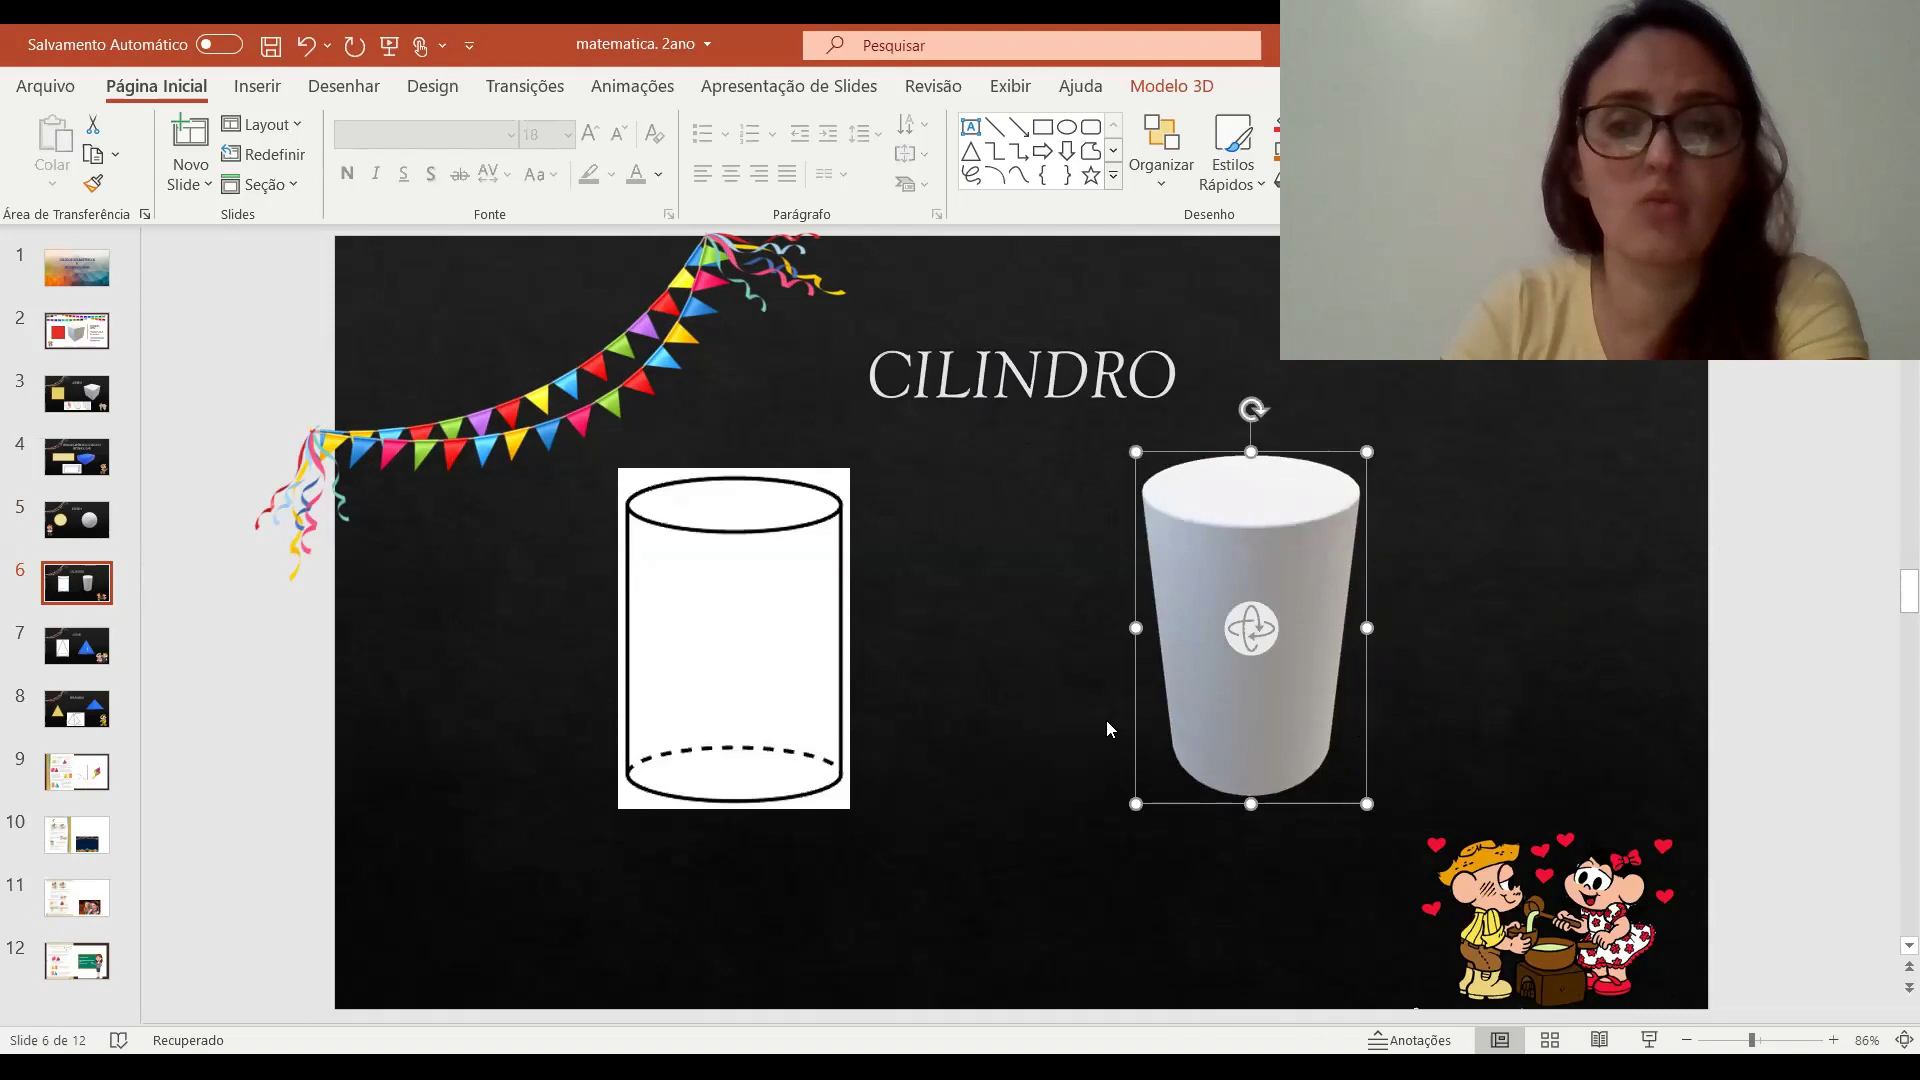 Salvamento Automático
matematica. 2ano
Pesquisar
Arquivo
Página Inicial
Inserir
Desenhar
Design
Transições
Animações
Apresentação de Slides
Revisão
Exibir
Ajuda
Modelo 3D
Colar
Novo
Slide
Layout
Redefinir
Seção
18
N I S S ab AV Aa A
Organizar
Estilos
Rápidos
Área de Transferência
Slides
Fonte
Parágrafo
Desenho
1
2
3
4
5
6
7
8
9
10
11
12
CILINDRO
Slide 6 de 12
Recuperado
Anotações
86%